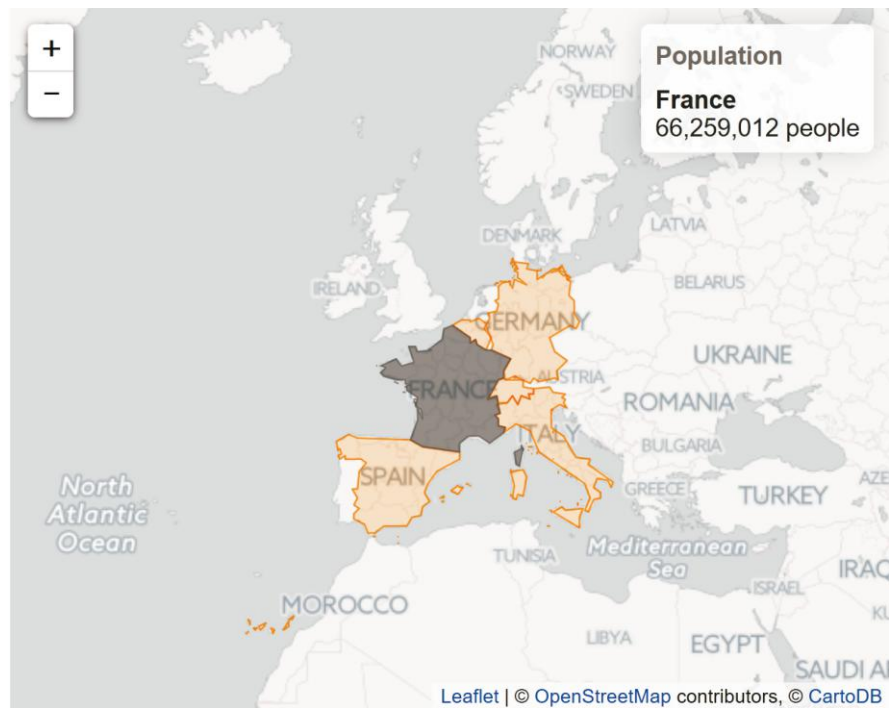 +
−
Population
France
66,259,012 people
NORWAY
SWEDEN
LATVIA
DENMARK
IRELAND
BELARUS
GERMANY
UKRAINE
AUSTRIA
FRANCE
ROMANIA
ITALY
BULGARIA
SPAIN
GREECE
TURKEY
AZE
North
Atlantic
Ocean
TUNISIA
Mediterranean
Sea
IRAQ
ISRAEL
MOROCCO
KU
LIBYA
EGYPT
SAUDI A
Leaflet | © OpenStreetMap contributors, © CartoDB